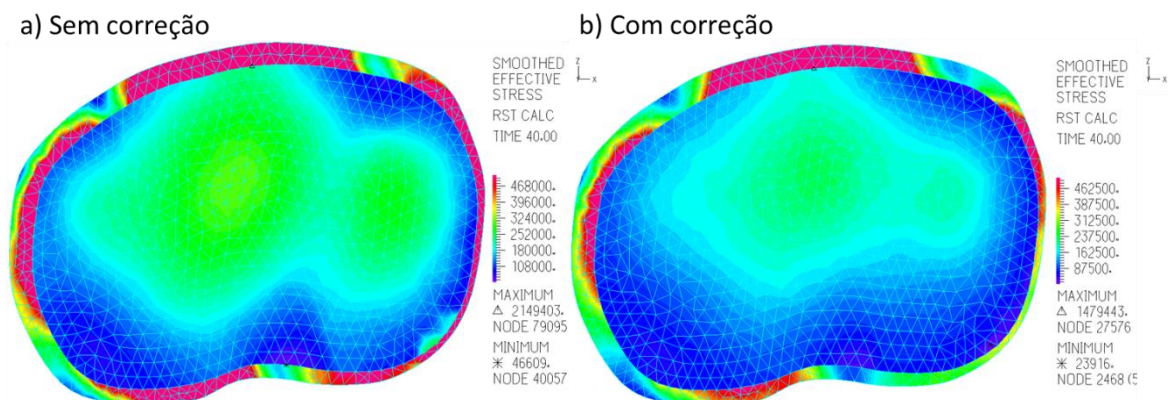 a) Sem correção
SMOOTHED
EFFECTIVE
STRESS
RST CALC
TIME 40.00
468000.
396000.
324000.
252000.
180000.
108000.
MAXIMUM
Δ 2149403.
NODE 79095
MINIMUM
✳ 46609.
NODE 40057
Z
X
b) Com correção
SMOOTHED
EFFECTIVE
STRESS
RST CALC
TIME 40.00
462500.
387500.
312500.
237500.
162500.
87500.
MAXIMUM
Δ 1479443.
NODE 27576
MINIMUM
✳ 23916.
NODE 2468 (5
Z
X